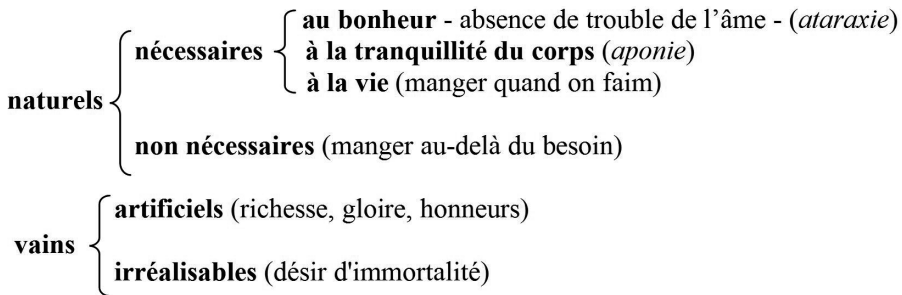 au bonheur - absence de trouble de l’âme - (ataraxie)
nécessaires
à la tranquillité du corps (aponie)
à la vie (manger quand on faim)
naturels
non nécessaires (manger au-delà du besoin)
artificiels (richesse, gloire, honneurs)
vains
irréalisables (désir d'immortalité)